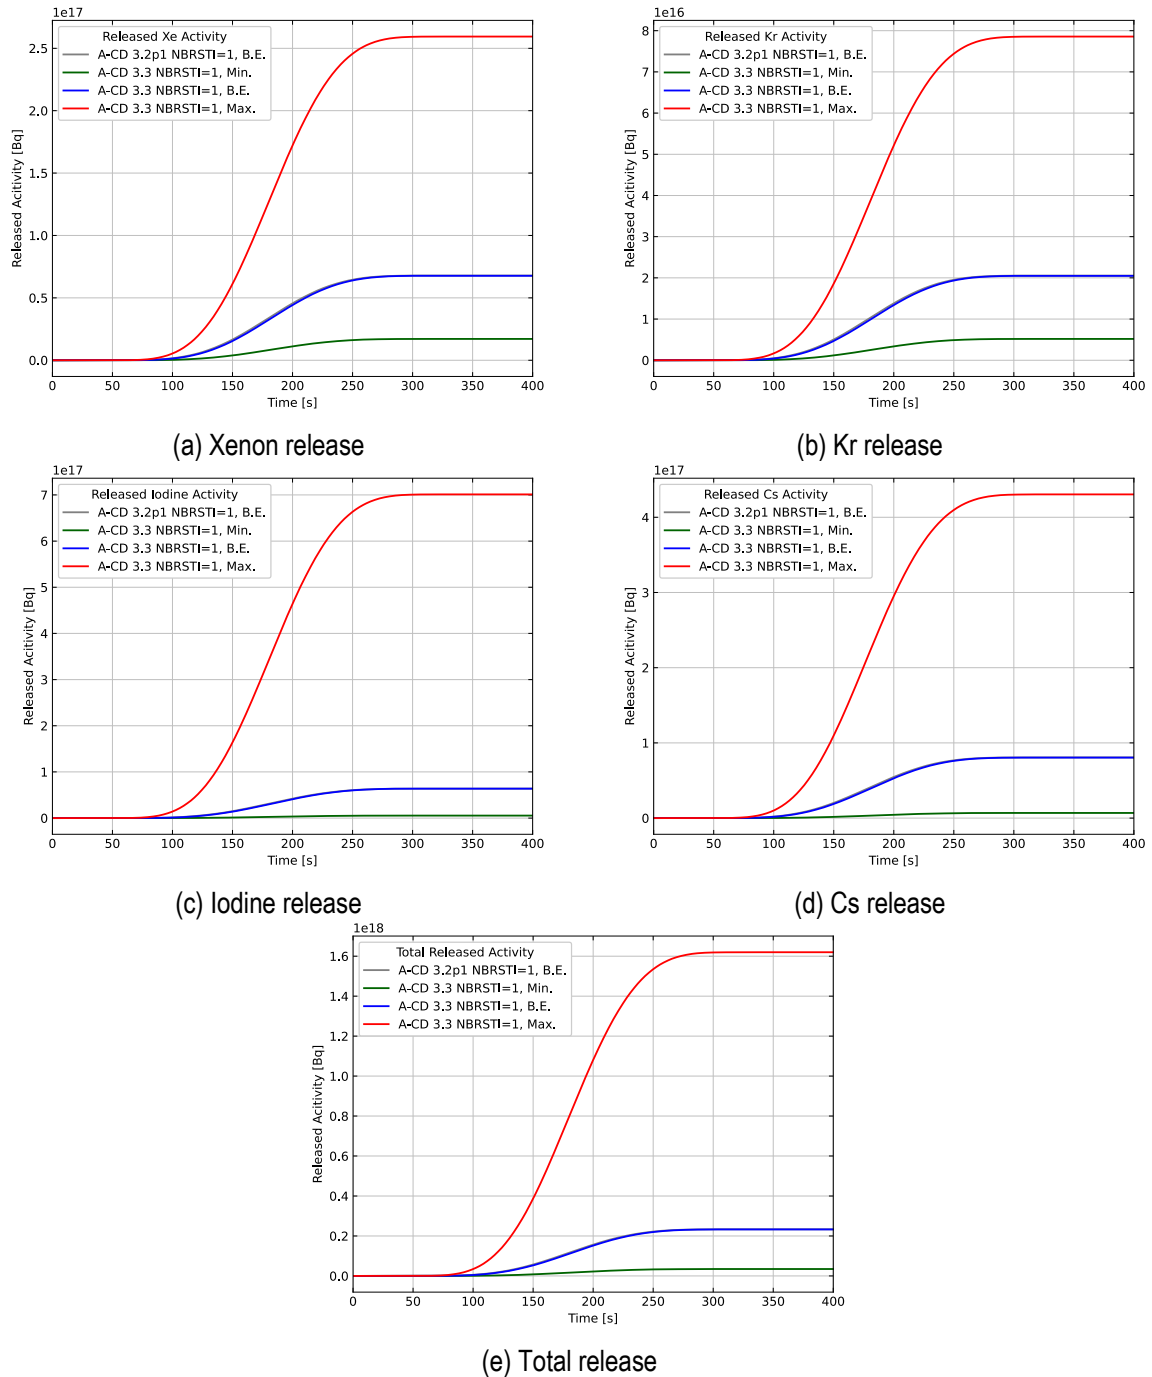 1e17
Released Xe Activity
A-CD 3.2p1 NBRSTI=1, B.E.
A-CD 3.3 NBRSTI=1, Min.
A-CD 3.3 NBRSTI=1, B.E.
A-CD 3.3 NBRSTI=1, Max.
2.5
2.0
1.5
1.0
0.5
0.0
Released Acitivity [Bq]
0 50 100 150 200 250 300 350 400
Time [s]
(a) Xenon release
1e16
Released Kr Activity
A-CD 3.2p1 NBRSTI=1, B.E.
A-CD 3.3 NBRSTI=1, Min.
A-CD 3.3 NBRSTI=1, B.E.
A-CD 3.3 NBRSTI=1, Max.
8
7
6
5
4
3
2
1
0
Released Acitivity [Bq]
0 50 100 150 200 250 300 350 400
Time [s]
(b) Kr release
1e17
Released Iodine Activity
A-CD 3.2p1 NBRSTI=1, B.E.
A-CD 3.3 NBRSTI=1, Min.
A-CD 3.3 NBRSTI=1, B.E.
A-CD 3.3 NBRSTI=1, Max.
7
6
5
4
3
2
1
0
Released Acitivity [Bq]
0 50 100 150 200 250 300 350 400
Time [s]
(c) Iodine release
1e17
Released Cs Activity
A-CD 3.2p1 NBRSTI=1, B.E.
A-CD 3.3 NBRSTI=1, Min.
A-CD 3.3 NBRSTI=1, B.E.
A-CD 3.3 NBRSTI=1, Max.
4
3
2
1
0
Released Acitivity [Bq]
0 50 100 150 200 250 300 350 400
Time [s]
(d) Cs release
1e18
Total Released Activity
A-CD 3.2p1 NBRSTI=1, B.E.
A-CD 3.3 NBRSTI=1, Min.
A-CD 3.3 NBRSTI=1, B.E.
A-CD 3.3 NBRSTI=1, Max.
1.6
1.4
1.2
1.0
0.8
0.6
0.4
0.2
0.0
Released Acitivity [Bq]
0 50 100 150 200 250 300 350 400
Time [s]
(e) Total release